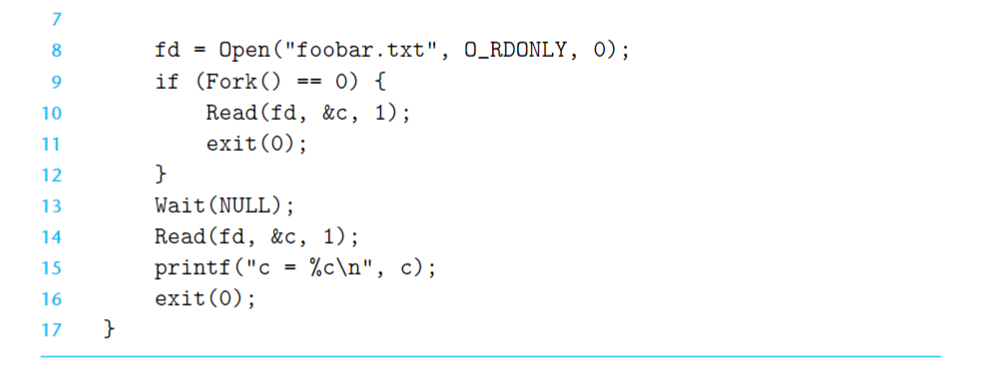 7
8 fd = Open("foobar.txt", O_RDONLY, 0);
9 if (Fork() == 0) {
10 Read(fd, &c, 1);
11 exit(0);
12 }
13 Wait(NULL);
14 Read(fd, &c, 1);
15 printf("c = %c\n", c);
16 exit(0);
17 }